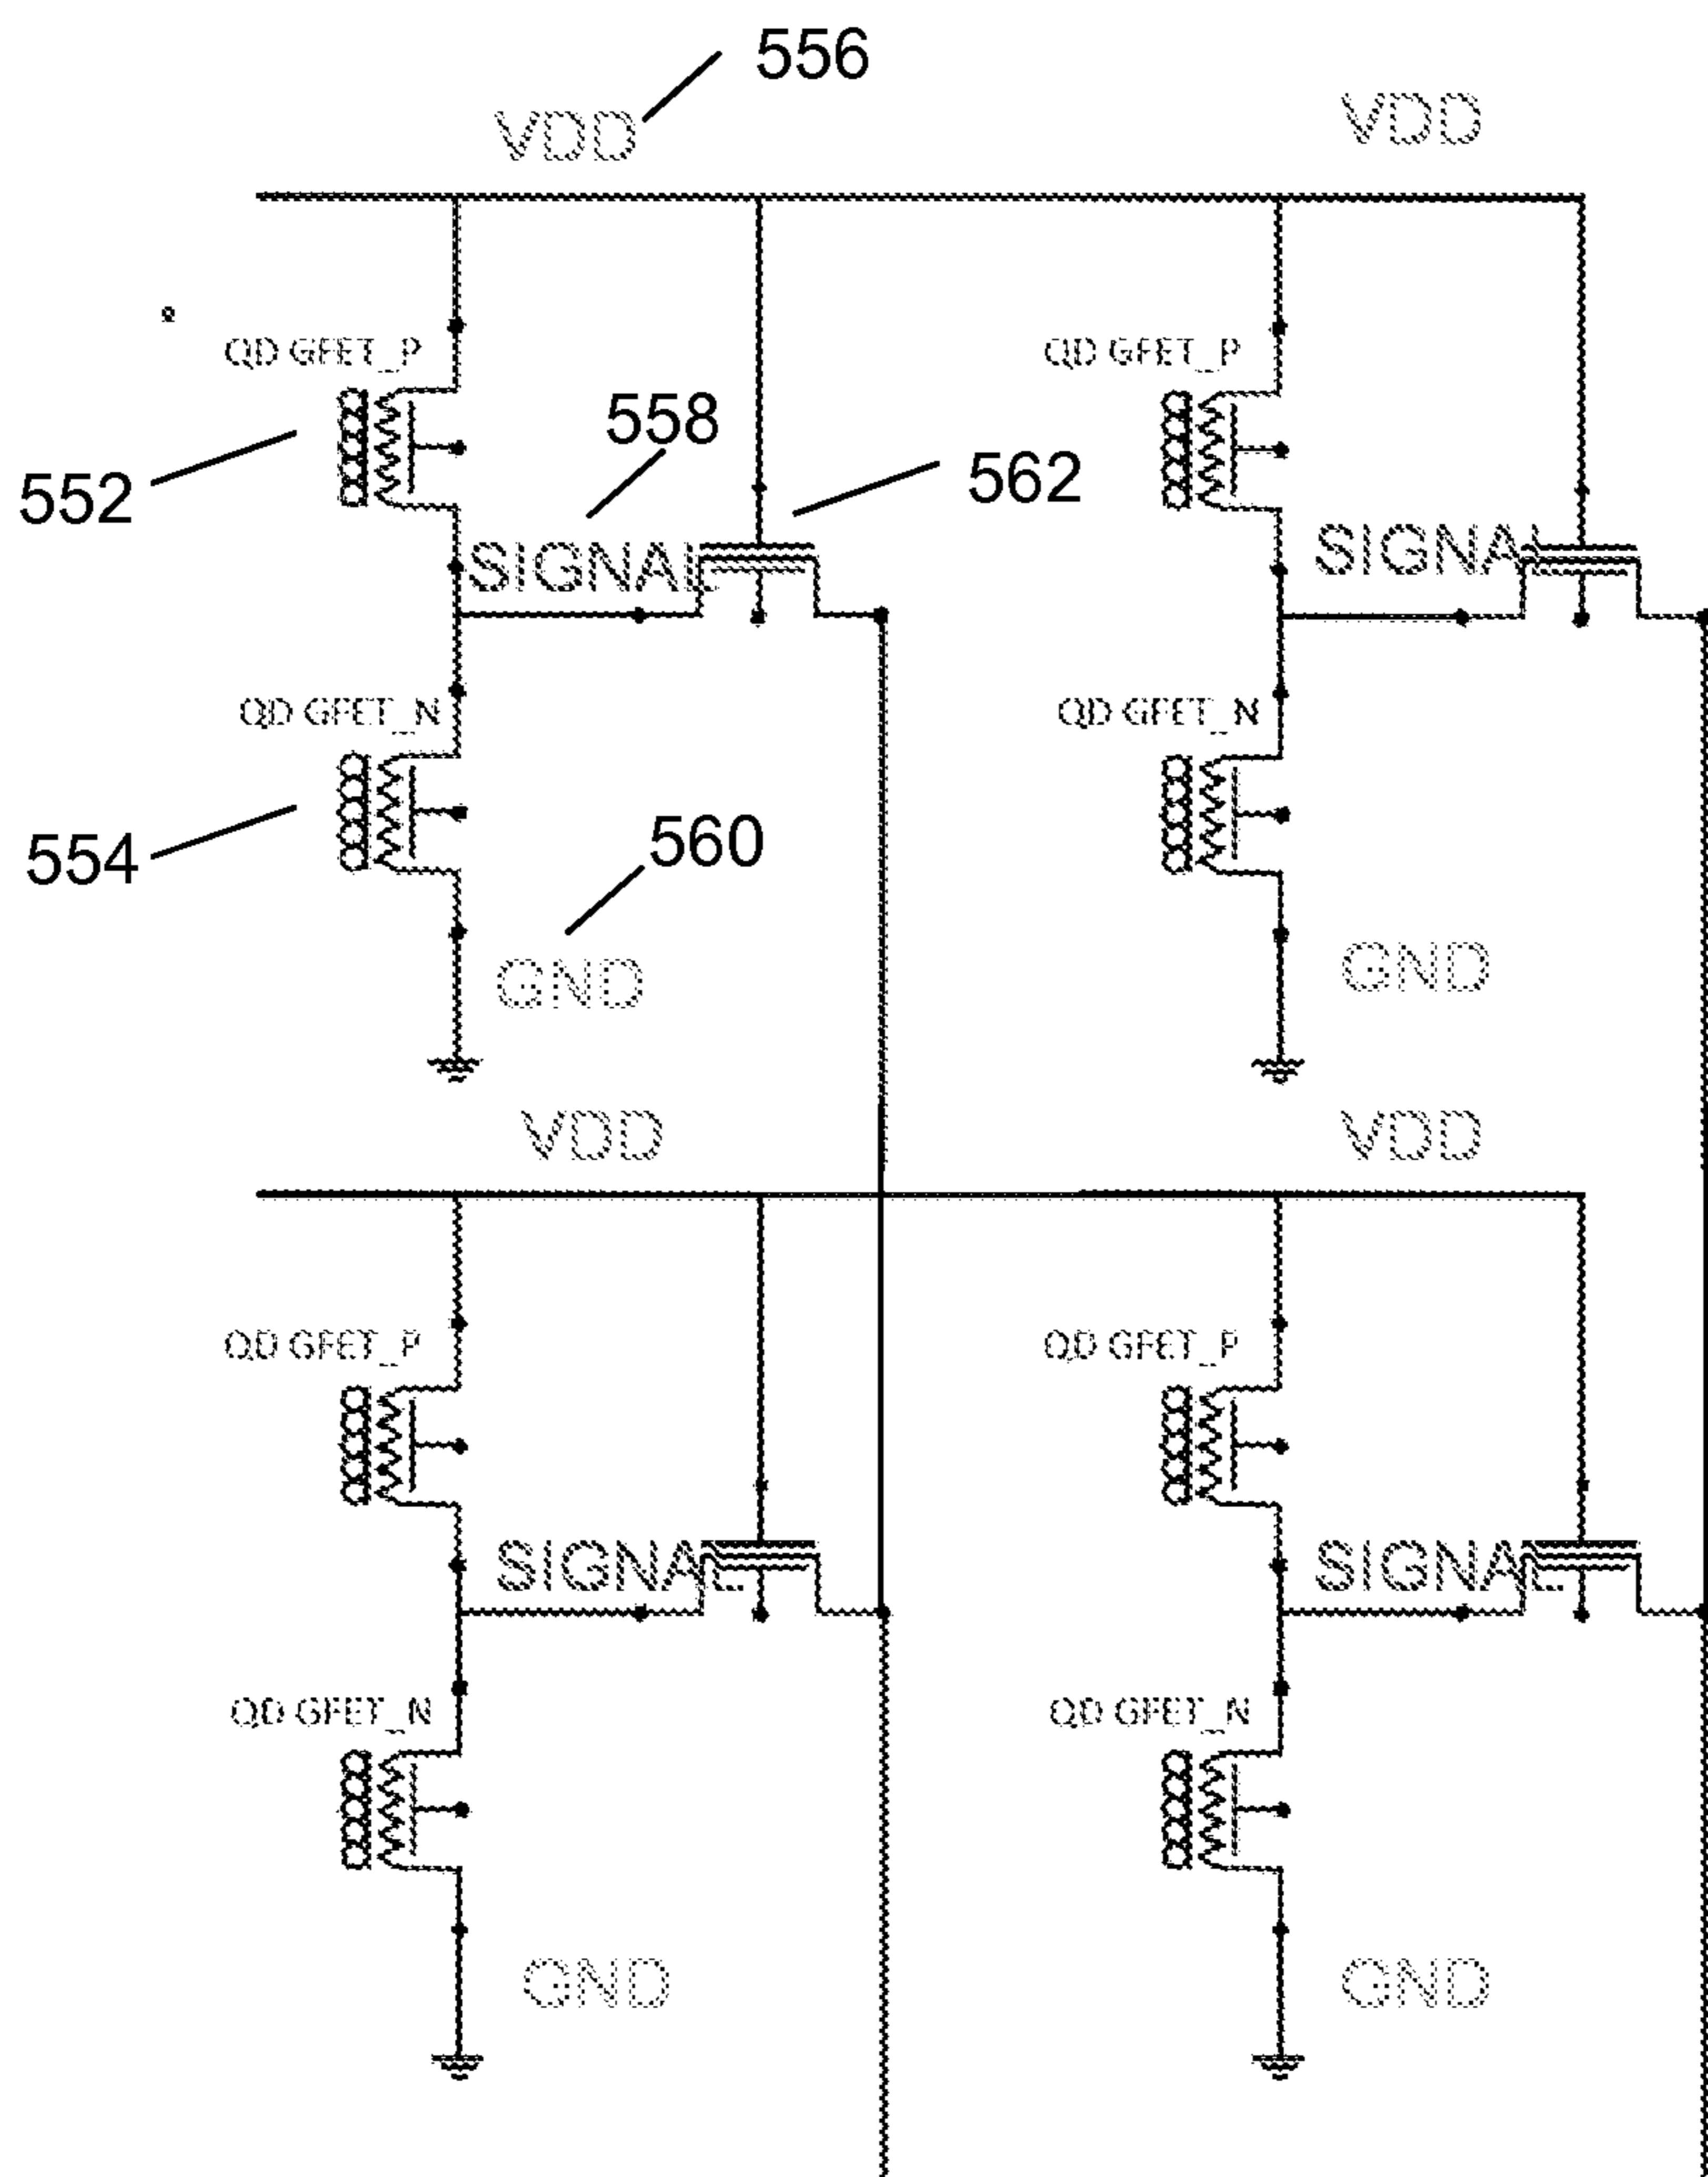 556
VDD VDD
QD GFET_P QD GFET_P
558
562
552
SIGNAL SIGNAL
QD GFET_N QD GFET_N
560
554
GND GND
VDD VDD
QD GFET_P QD GFET_P
SIGNAL SIGNAL
QD GFET_N QD GFET_N
GND GND